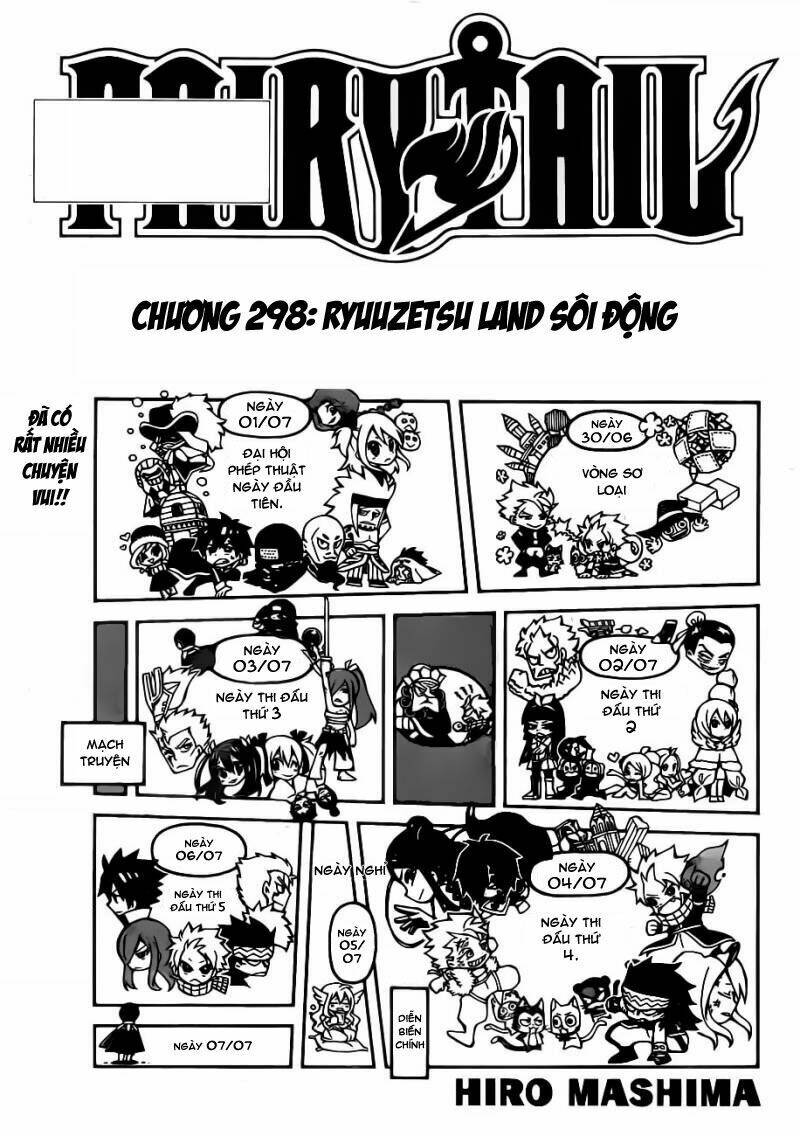 FAIRY TAIL
CHƯƠNG 298: RYUUZETSU LAND SÔI ĐỘNG
ĐÃ CÓ
RẤT NHIỀU
CHUYỆN
VUI!!
NGÀY
30/06
VÒNG SƠ
LOẠI
NGÀY
01/07
ĐẠI HỘI
PHÉP THUẬT
NGÀY ĐẦU
TIÊN.
NGÀY
02/07
NGÀY THI
ĐẤU THỨ
2
NGÀY
03/07
NGÀY THI ĐẤU
THỨ 3
MẠCH
TRUYỆN
NGÀY
04/07
NGÀY THI
ĐẤU THỨ
4.
NGÀY NGHỈ
NGÀY
05/
07
NGÀY
06/07
NGÀY THI
ĐẤU THỨ 5
NGÀY 07/07
DIỄN
BIẾN
CHÍNH
HIRO MASHIMA